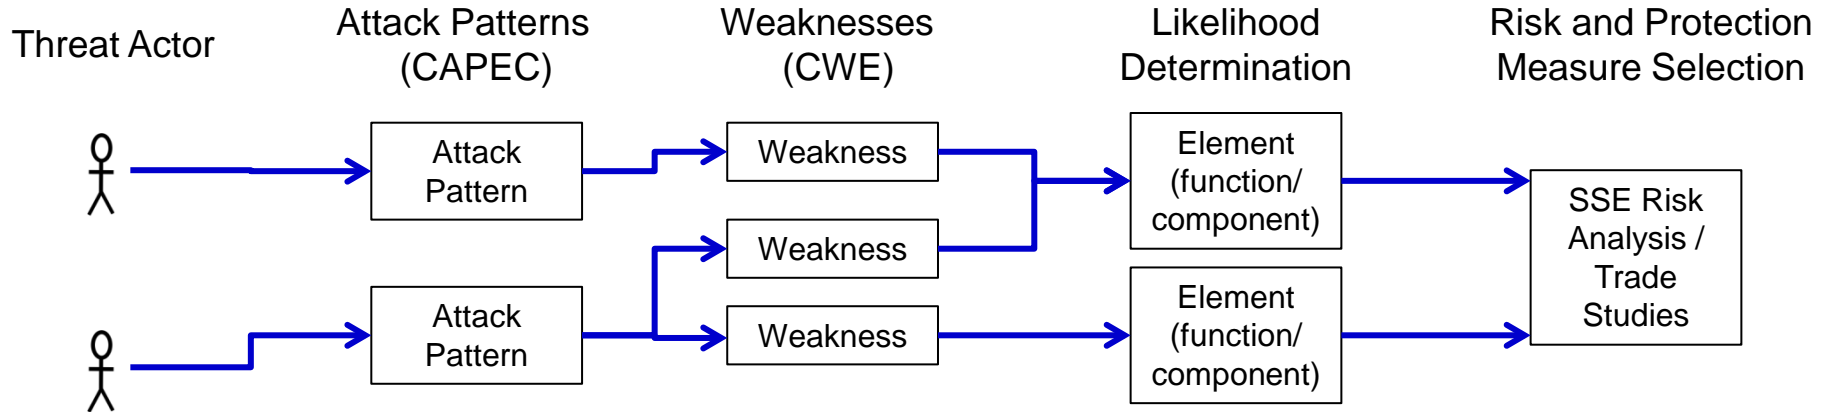 Threat Actor
Attack Patterns
(CAPEC)
Weaknesses
(CWE)
Likelihood
Determination
Risk and Protection
Measure Selection
Attack
Pattern
Weakness
Element
(function/
component)
SSE Risk
Analysis /
Trade
Studies
Weakness
Attack
Pattern
Weakness
Element
(function/
component)